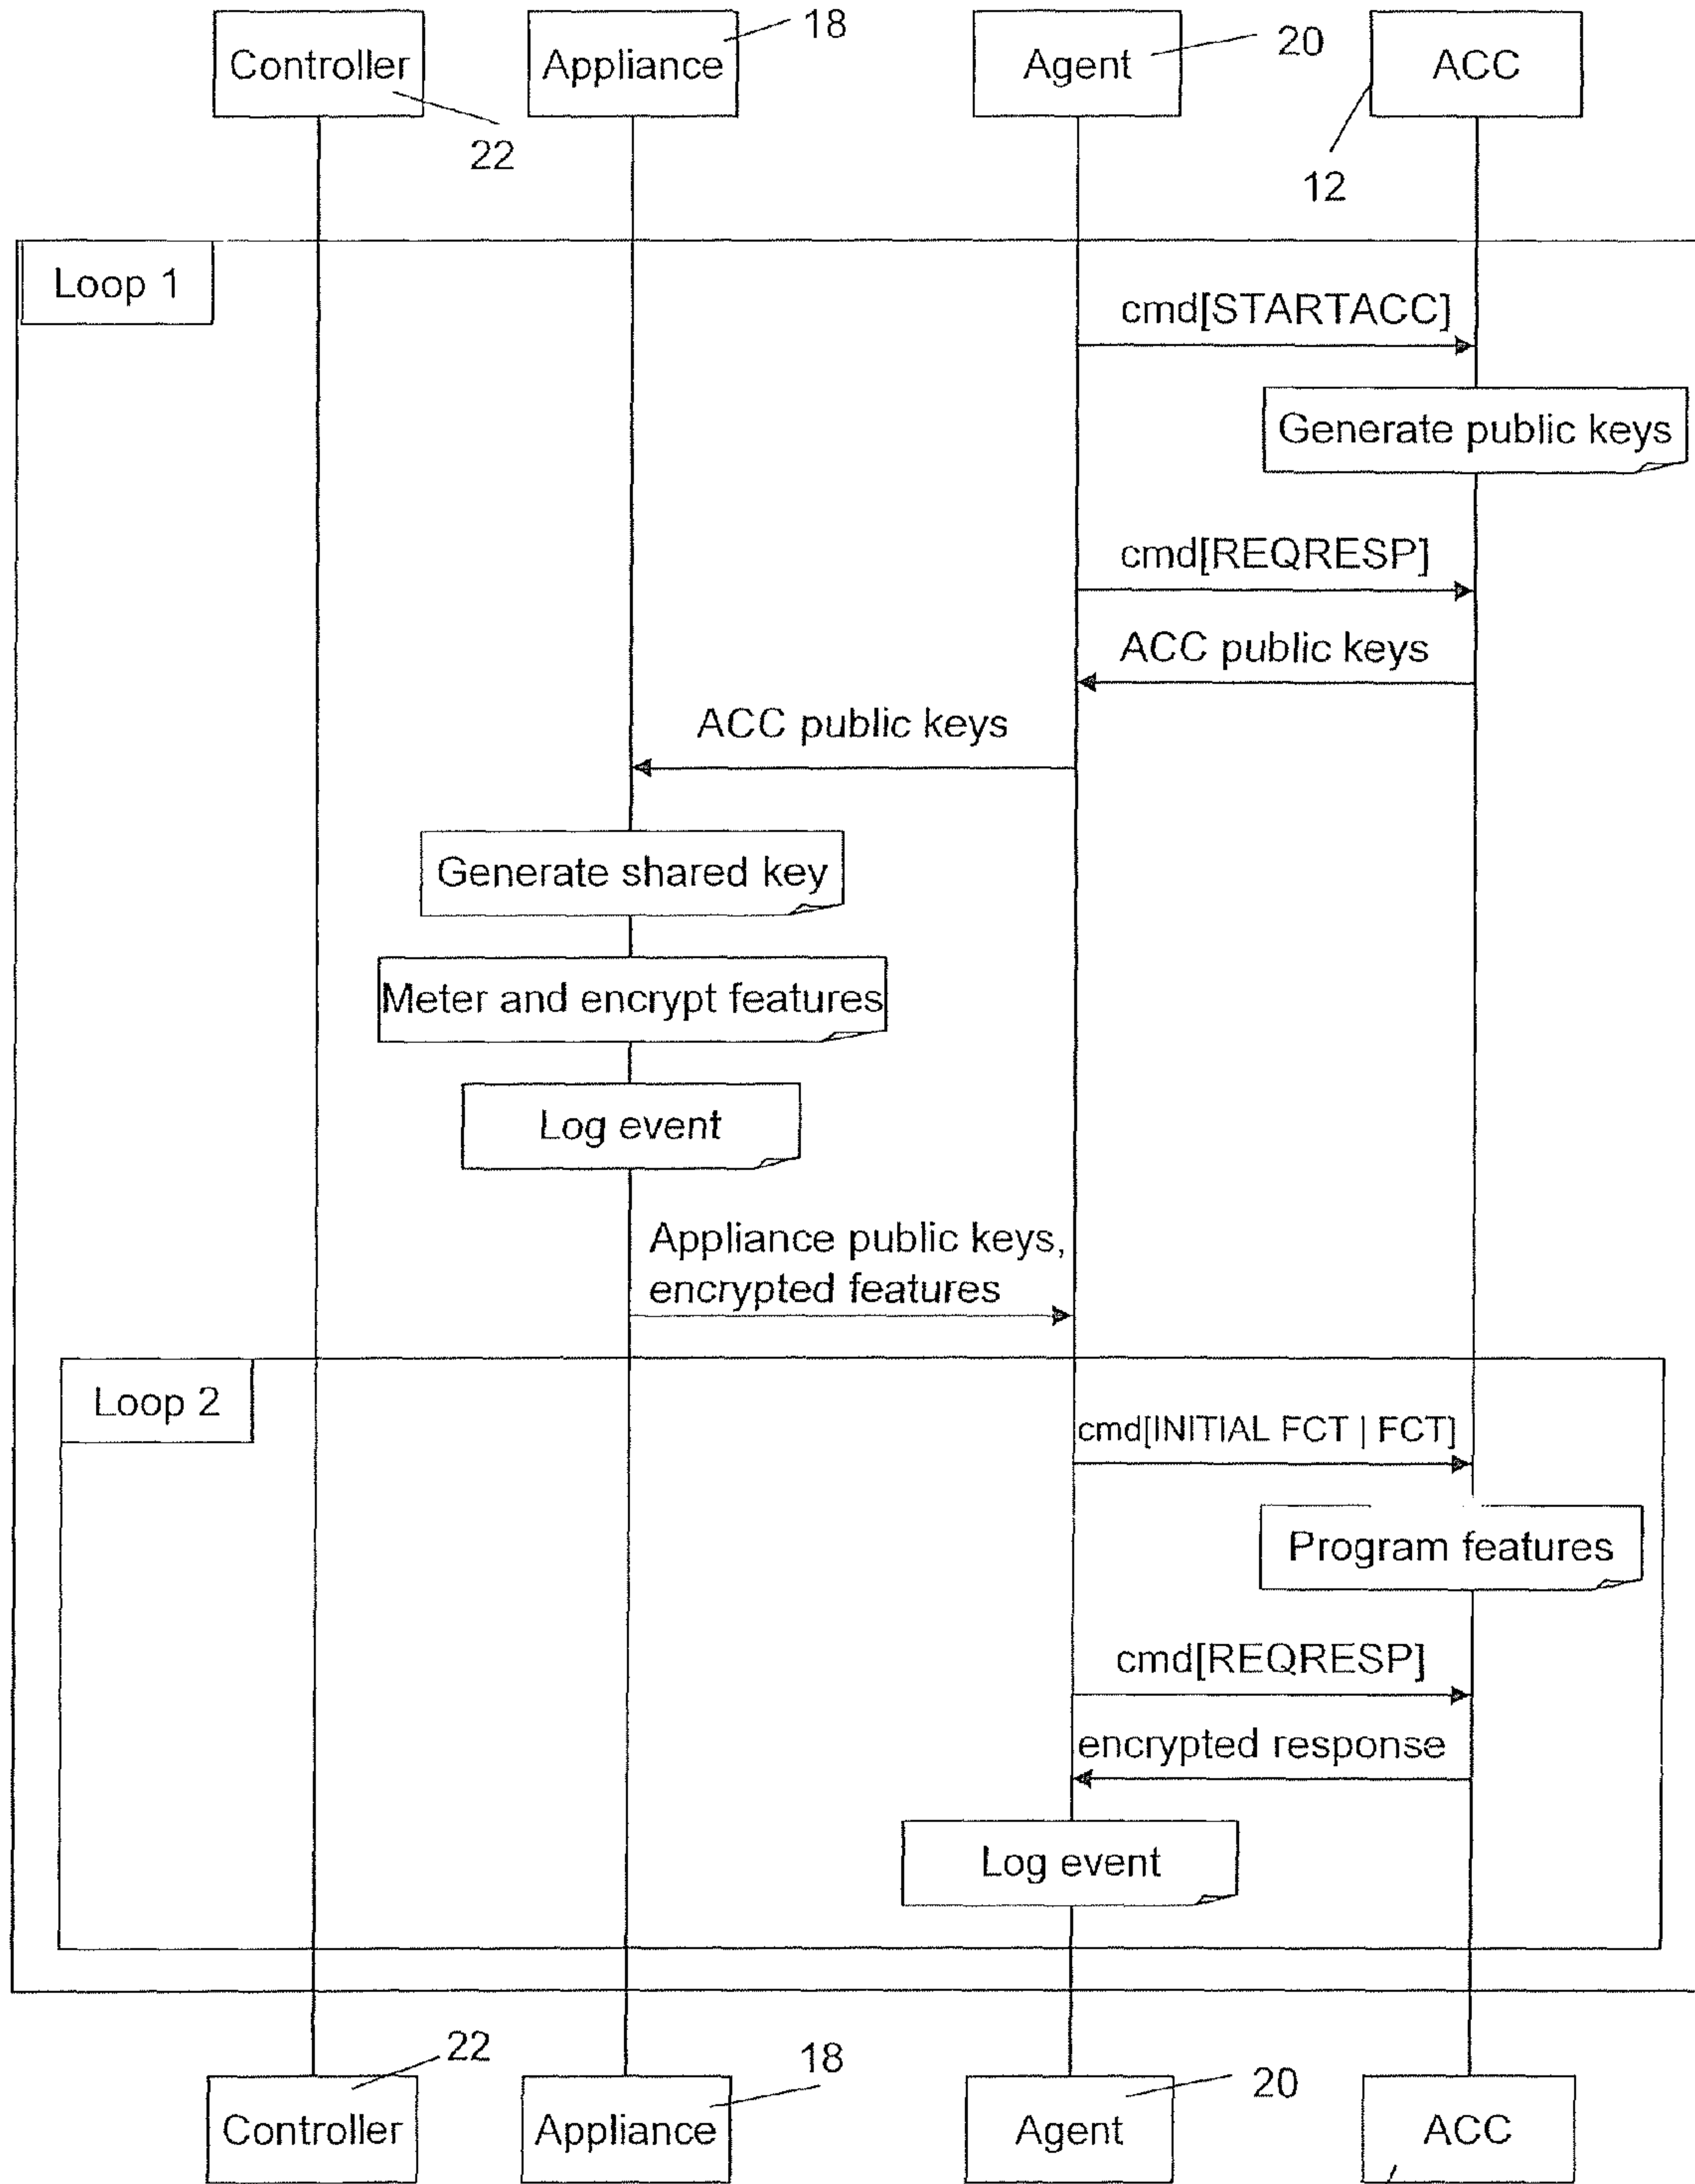 18
20
Controller
Appliance
Agent
ACC
22
12
Loop 1
cmd[STARTACC]
Generate public keys
cmd[REQRESP]
ACC public keys
ACC public keys
Generate shared key
Meter and encrypt features
Log event
Appliance public keys,
encrypted features
Loop 2
cmd[INITIAL FCT | FCT]
Program features
cmd[REQRESP]
encrypted response
Log event
22
18
20
Controller
Appliance
Agent
ACC